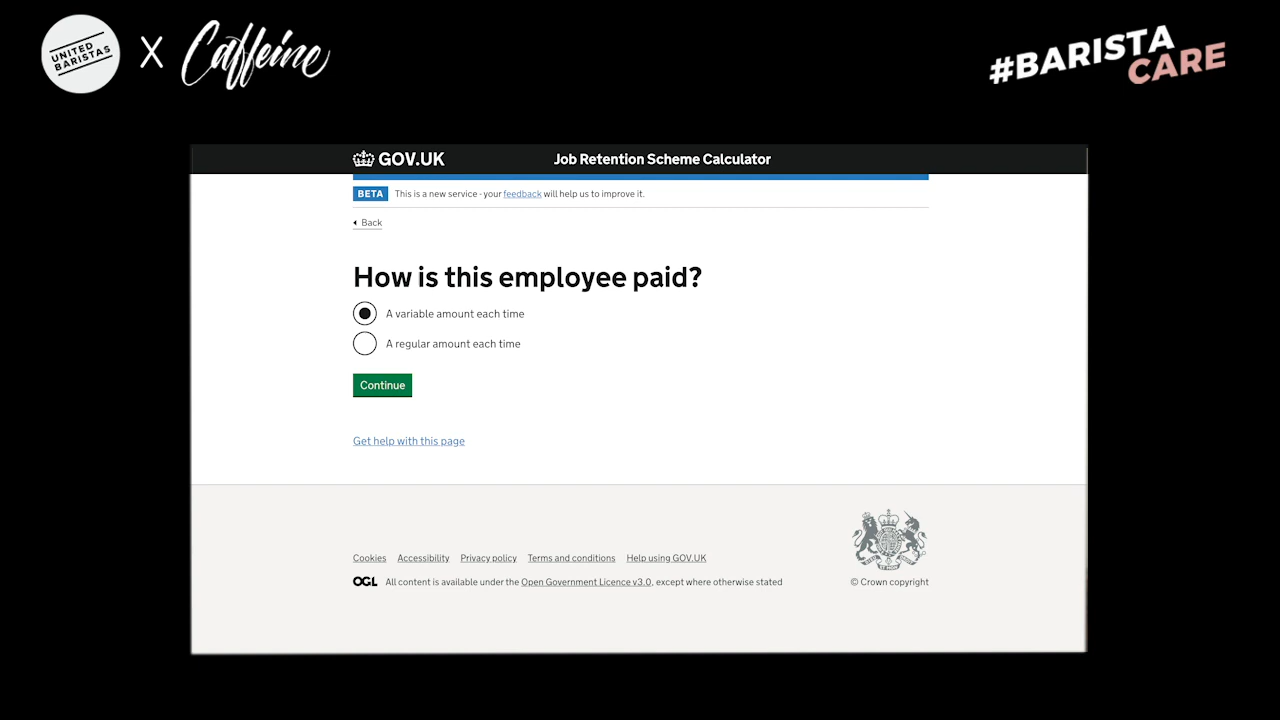 UNITED BARISTAS X Caffeine
#BARISTA CARE
GOV.UK Job Retention Scheme Calculator
BETA This is a new service - your feedback will help us to improve it.
Back
How is this employee paid?
A variable amount each time
A regular amount each time
Continue
Get help with this page
Cookies Accessibility Privacy policy Terms and conditions Help using GOV.UK
OGL All content is available under the Open Government Licence v3.0, except where otherwise stated © Crown copyright